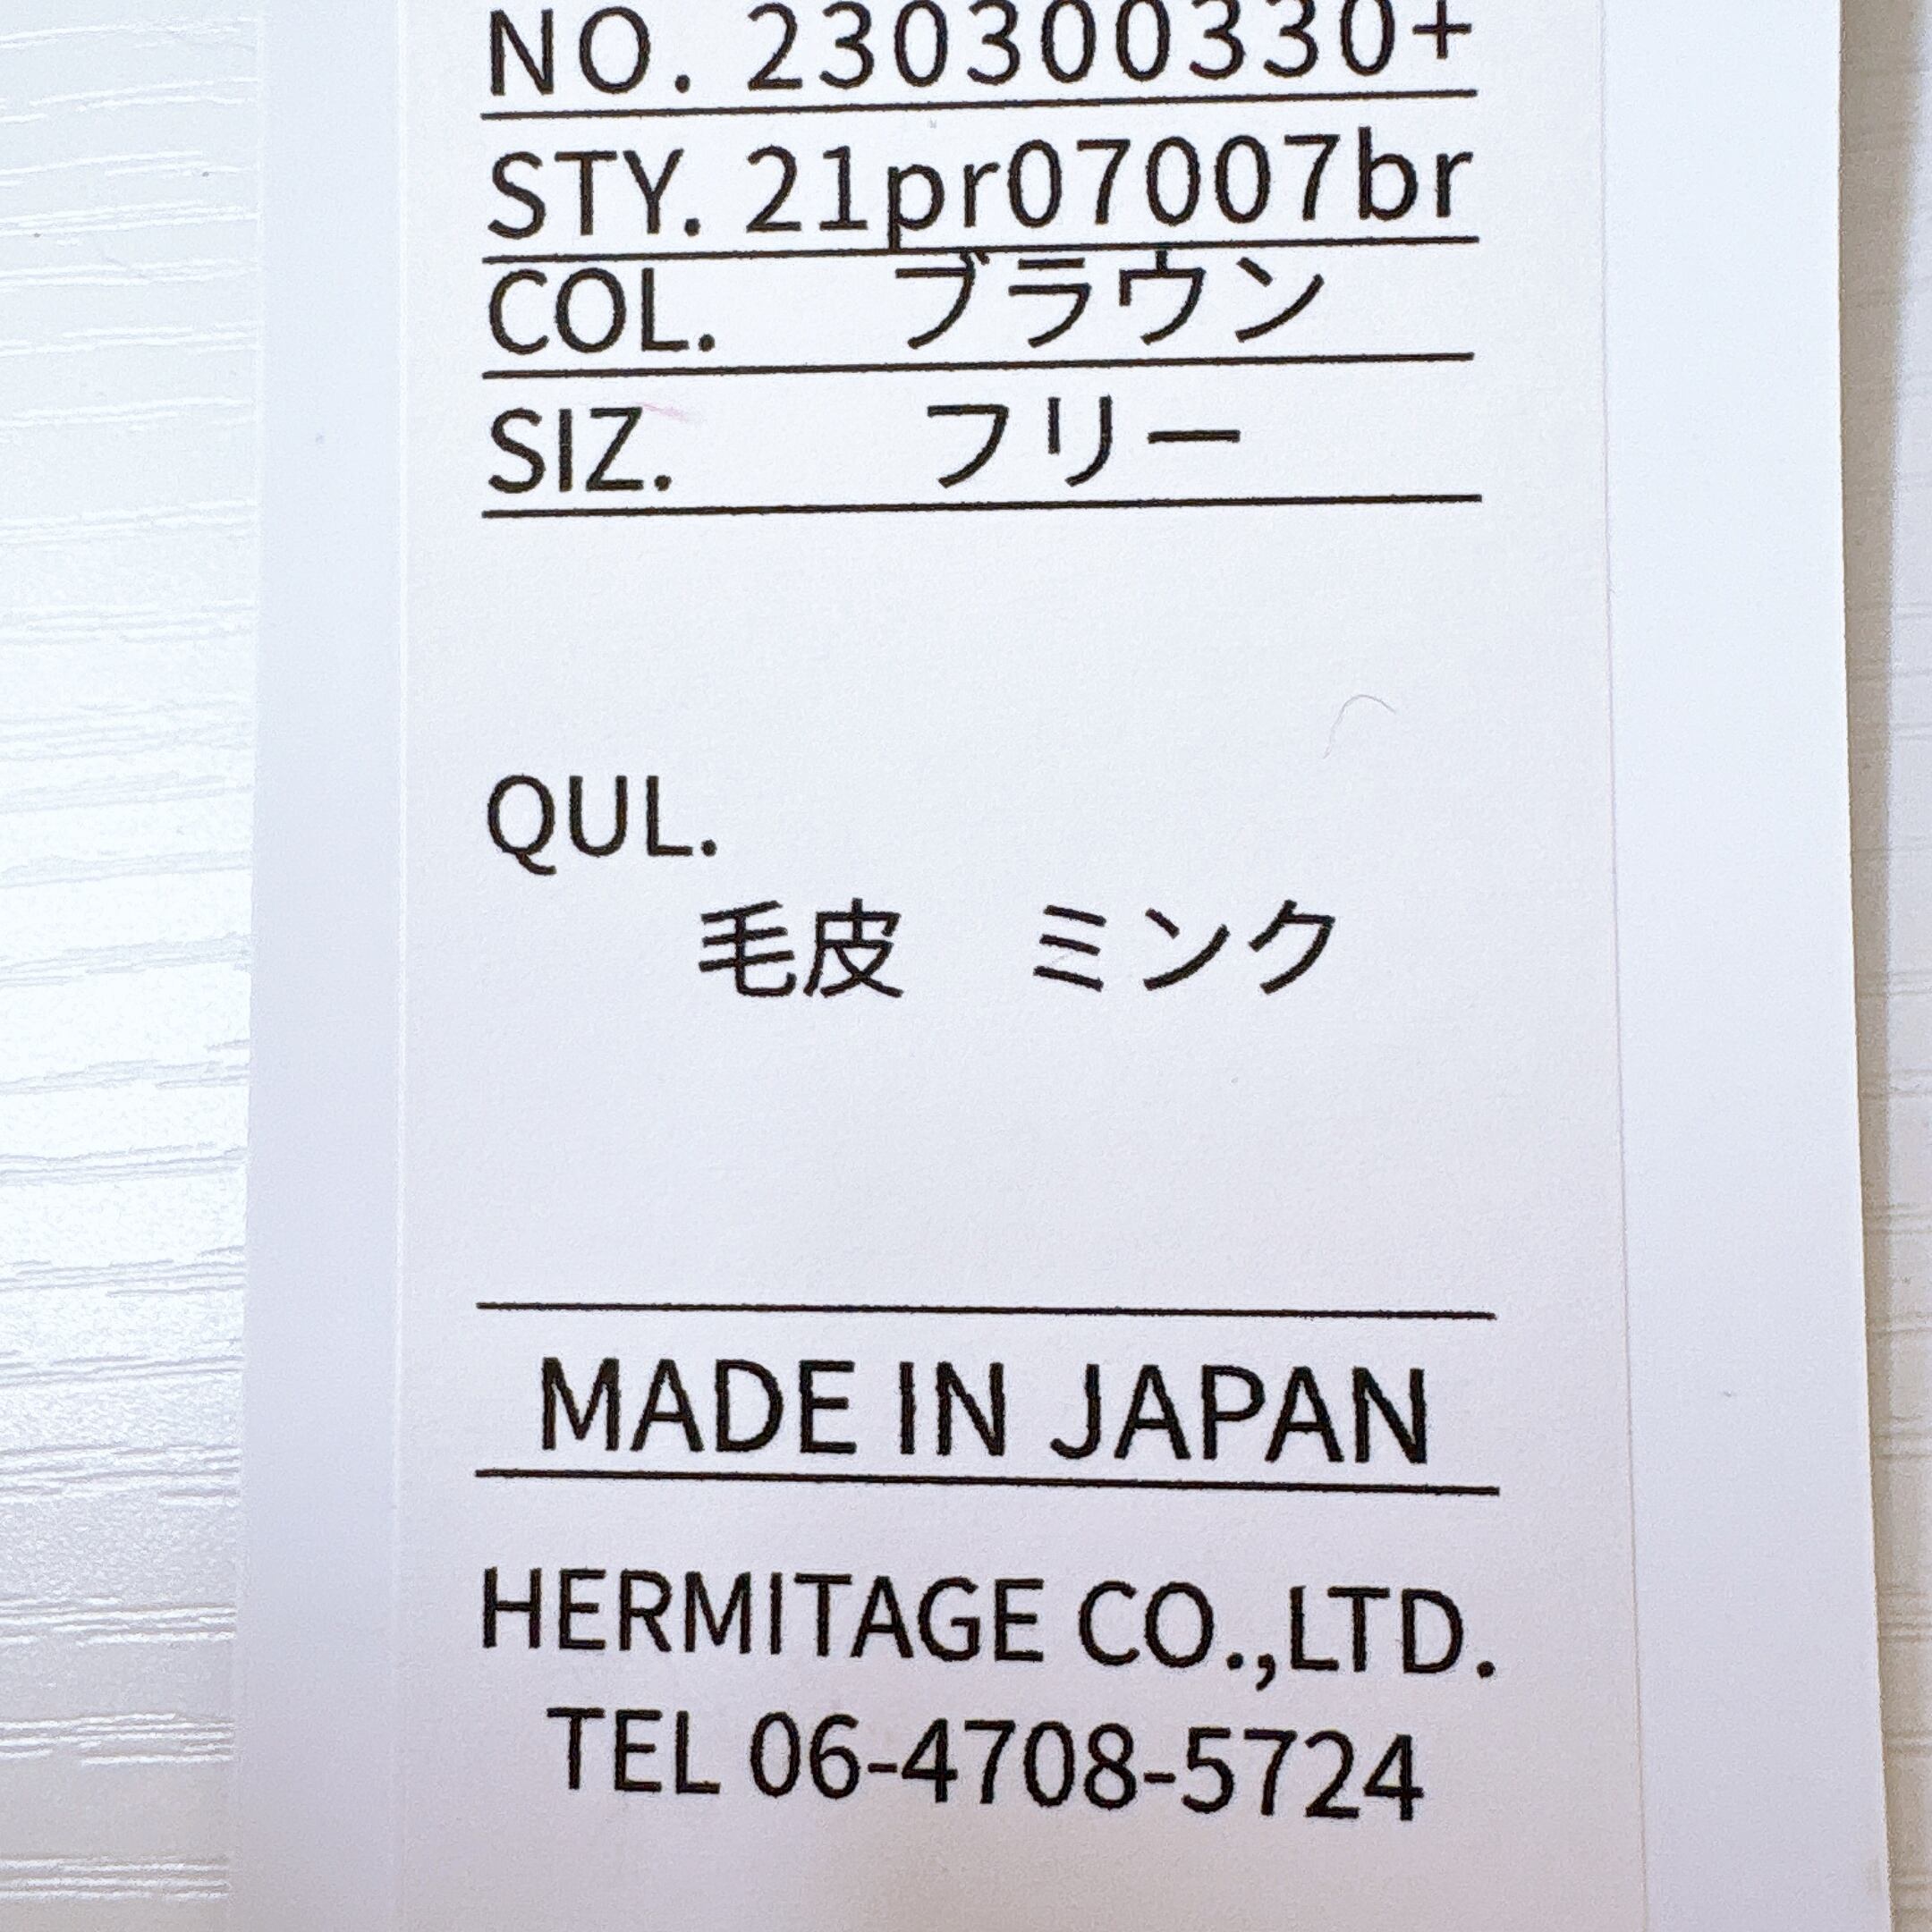 NO. 230300330+
STY. 21pr07007br
COL. ブラウン
SIZ. フリー
QUL.
毛皮　ミンク
MADE IN JAPAN
HERMITAGE CO.,LTD.
TEL 06-4708-5724